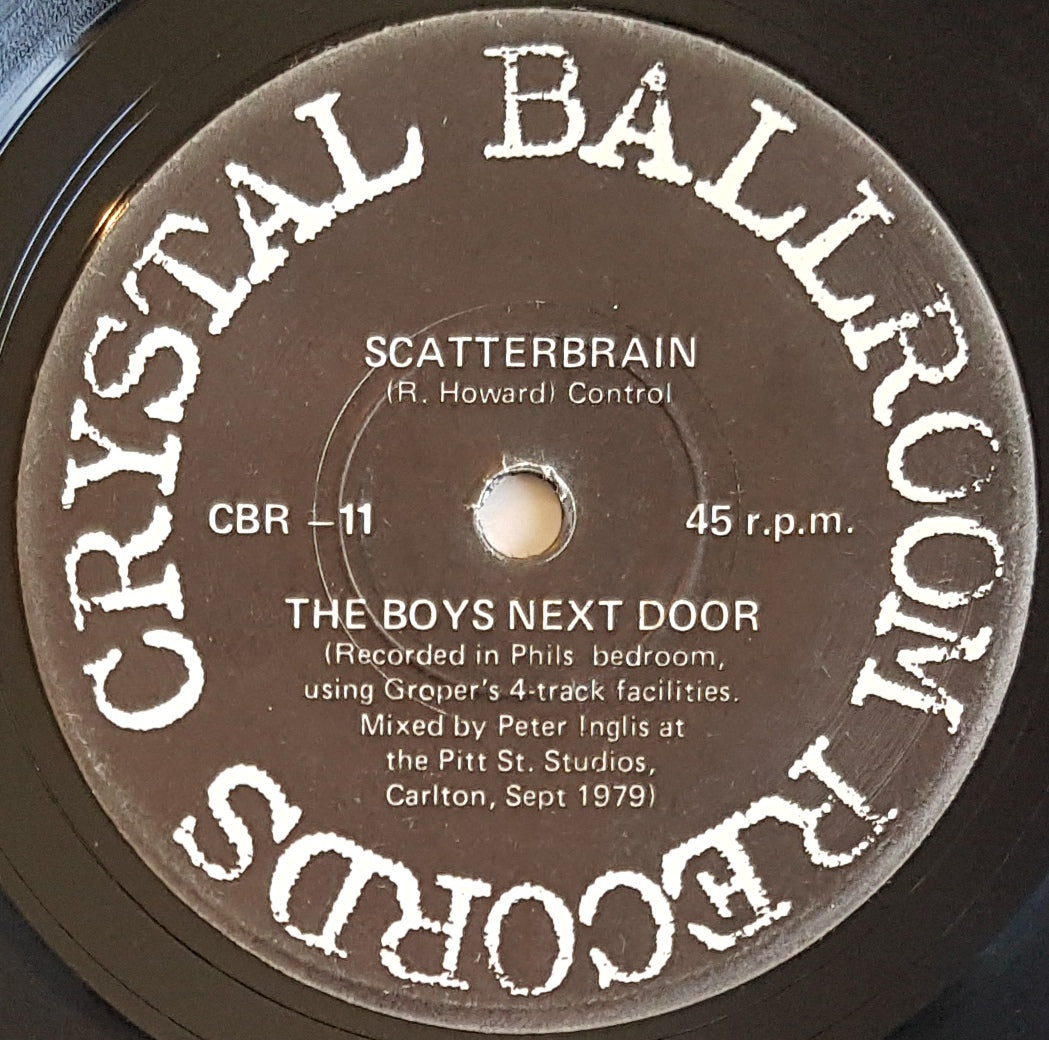 CRYSTAL BALLROOM RECORDS
SCATTERBRAIN
(R. Howard) Control
CBR – 11 45 r.p.m.
THE BOYS NEXT DOOR
(Recorded in Phils bedroom,
using Groper's 4-track facilities.
Mixed by Peter Inglis at
the Pitt St. Studios,
Carlton, Sept 1979)